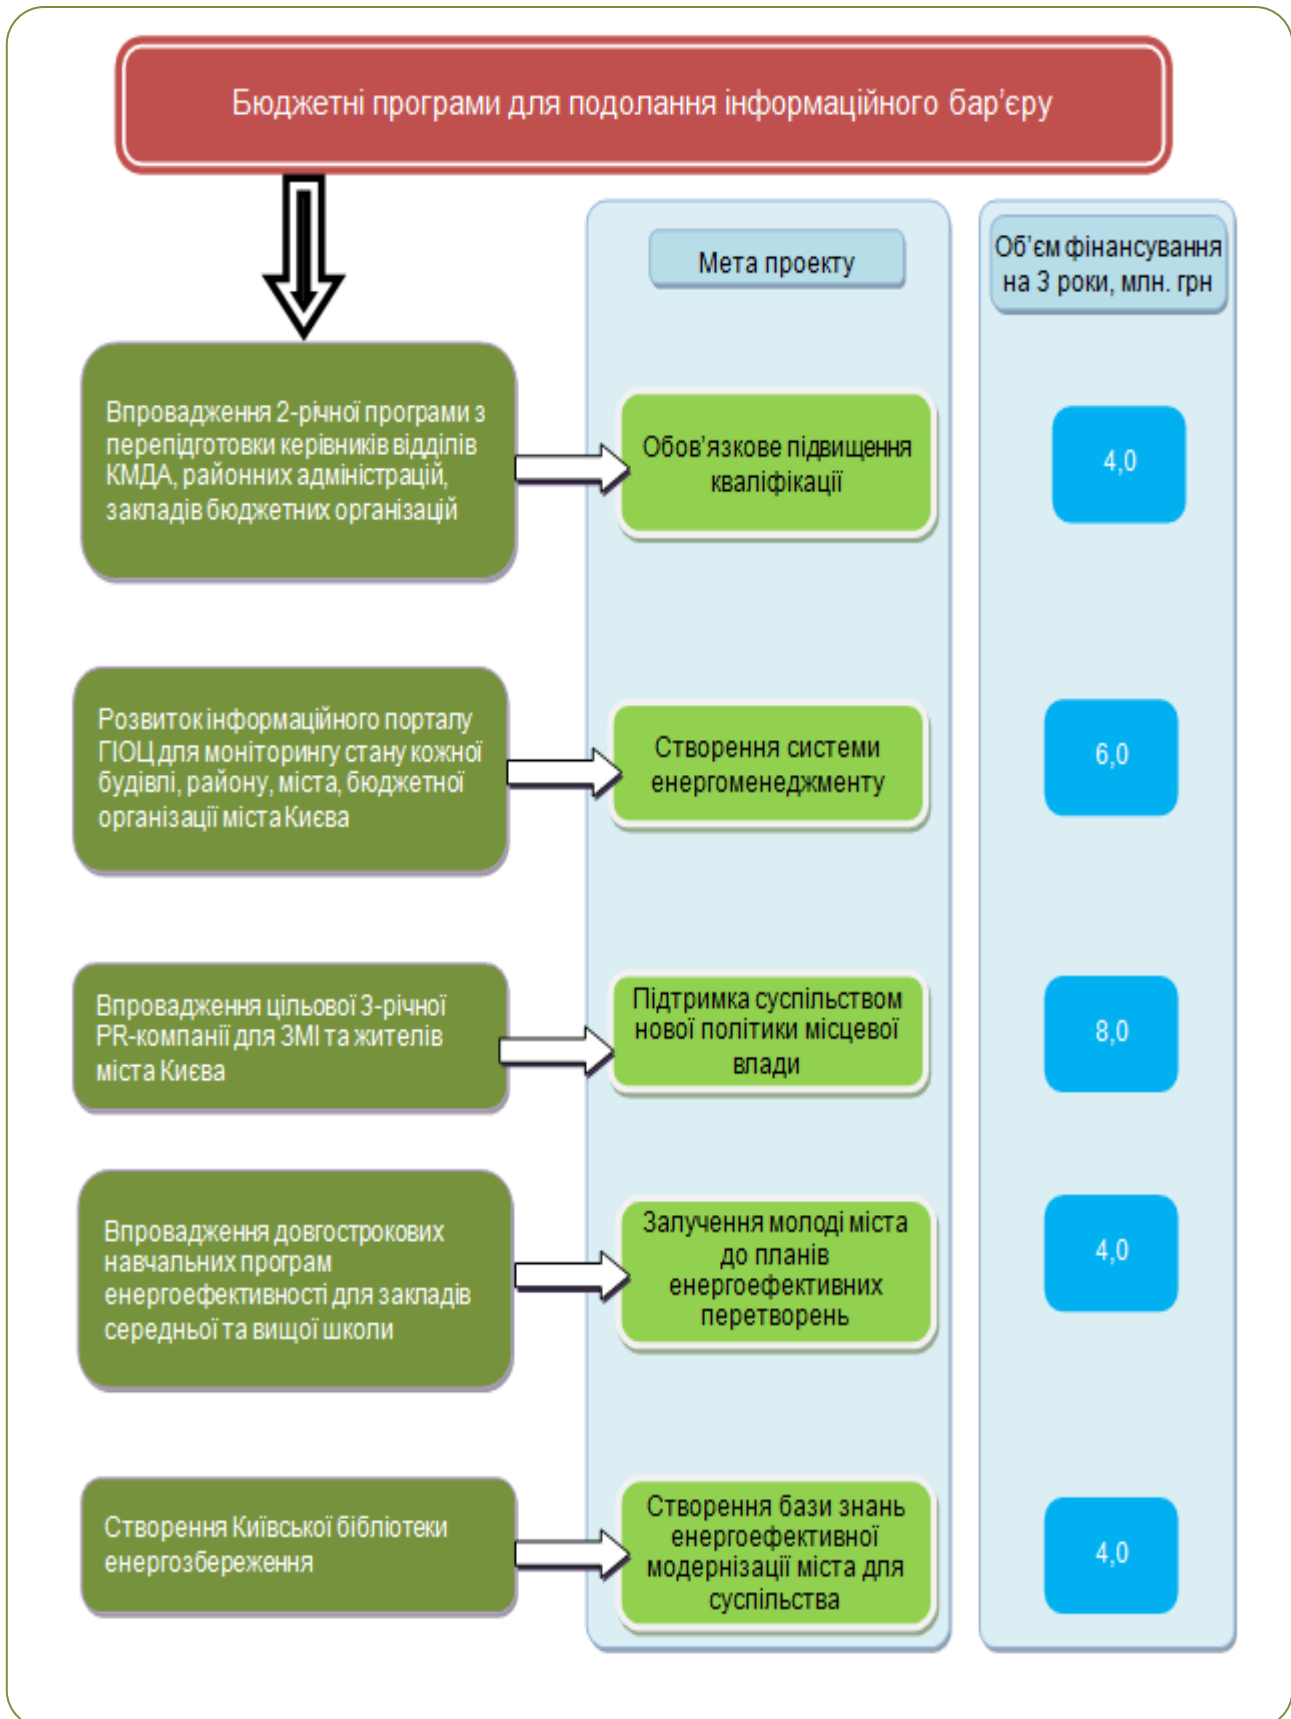 Бюджетні програми для подолання інформаційного бар’єру
Мета проекту
Об’єм фінансування
на 3 роки, млн. грн
Впровадження 2-річної програми з
перепідготовки керівників відділів
КМДА, районних адміністрацій,
закладів бюджетних організацій
Обов’язкове підвищення
кваліфікації
4,0
Розвиток інформаційного порталу
ГІОЦ для моніторингу стану кожної
будівлі, району, міста, бюджетної
організації міста Києва
Створення системи
енергоменеджменту
6,0
Впровадження цільової 3-річної
PR-компанії для ЗМІ та жителів
міста Києва
Підтримка суспільством
нової політики місцевої
влади
8,0
Впровадження довгострокових
навчальних програм
енергоефективності для закладів
середньої та вищої школи
Залучення молоді міста
до планів
енергоефективних
перетворень
4,0
Створення Київської бібліотеки
енергозбереження
Створення бази знань
енергоефективної
модернізації міста для
суспільства
4,0